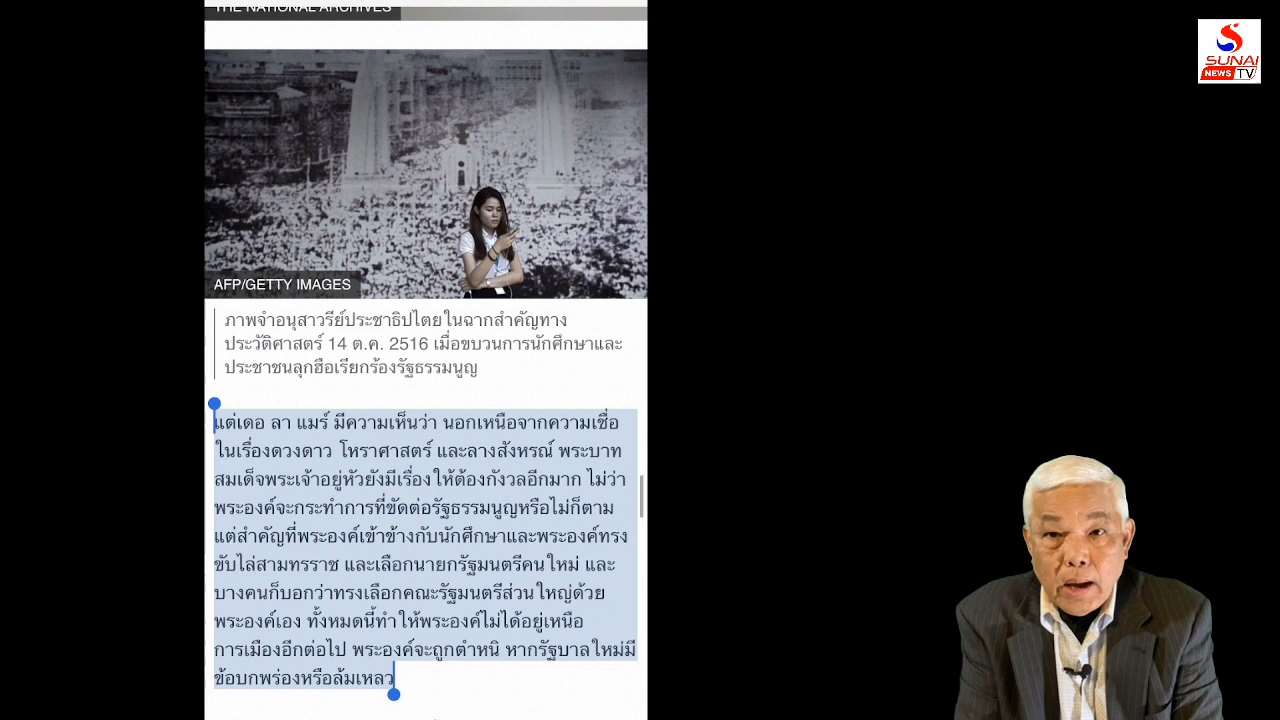 THE NATIONAL ARCHIVES
SUNAI
NEWS TV
AFP/GETTY IMAGES
ภาพจำอนุสาวรีย์ประชาธิปไตยในฉากสำคัญทาง
ประวัติศาสตร์ 14 ต.ค. 2516 เมื่อขบวนการนักศึกษาและ
ประชาชนลุกฮือเรียกร้องรัฐธรรมนูญ
แต่เดอ ลา แมร์ มีความเห็นว่า นอกเหนือจากความเชื่อ
ในเรื่องดวงดาว โหราศาสตร์ และลางสังหรณ์ พระบาท
สมเด็จพระเจ้าอยู่หัวยังมีเรื่องให้ต้องกังวลอีกมาก ไม่ว่า
พระองค์จะกระทำการที่ขัดต่อรัฐธรรมนูญหรือไม่ก็ตาม
แต่สำคัญที่พระองค์เข้าข้างกับนักศึกษาและพระองค์ทรง
ขับไล่สามทรราช และเลือกนายกรัฐมนตรีคนใหม่ และ
บางคนก็บอกว่าทรงเลือกคณะรัฐมนตรีส่วนใหญ่ด้วย
พระองค์เอง ทั้งหมดนี้ทำให้พระองค์ไม่ได้อยู่เหนือ
การเมืองอีกต่อไป พระองค์จะถูกตำหนิ หากรัฐบาลใหม่มี
ข้อบกพร่องหรือล้มเหลว